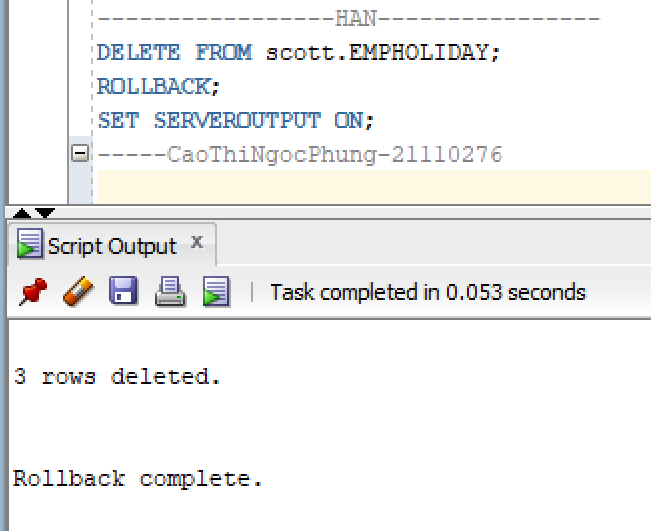 -----------------HAN----------------
DELETE FROM scott.EMPHOLIDAY;
ROLLBACK;
SET SERVEROUTPUT ON;
-----CaoThiNgocPhung-21110276
Script Output x
Task completed in 0.053 seconds
3 rows deleted.
Rollback complete.